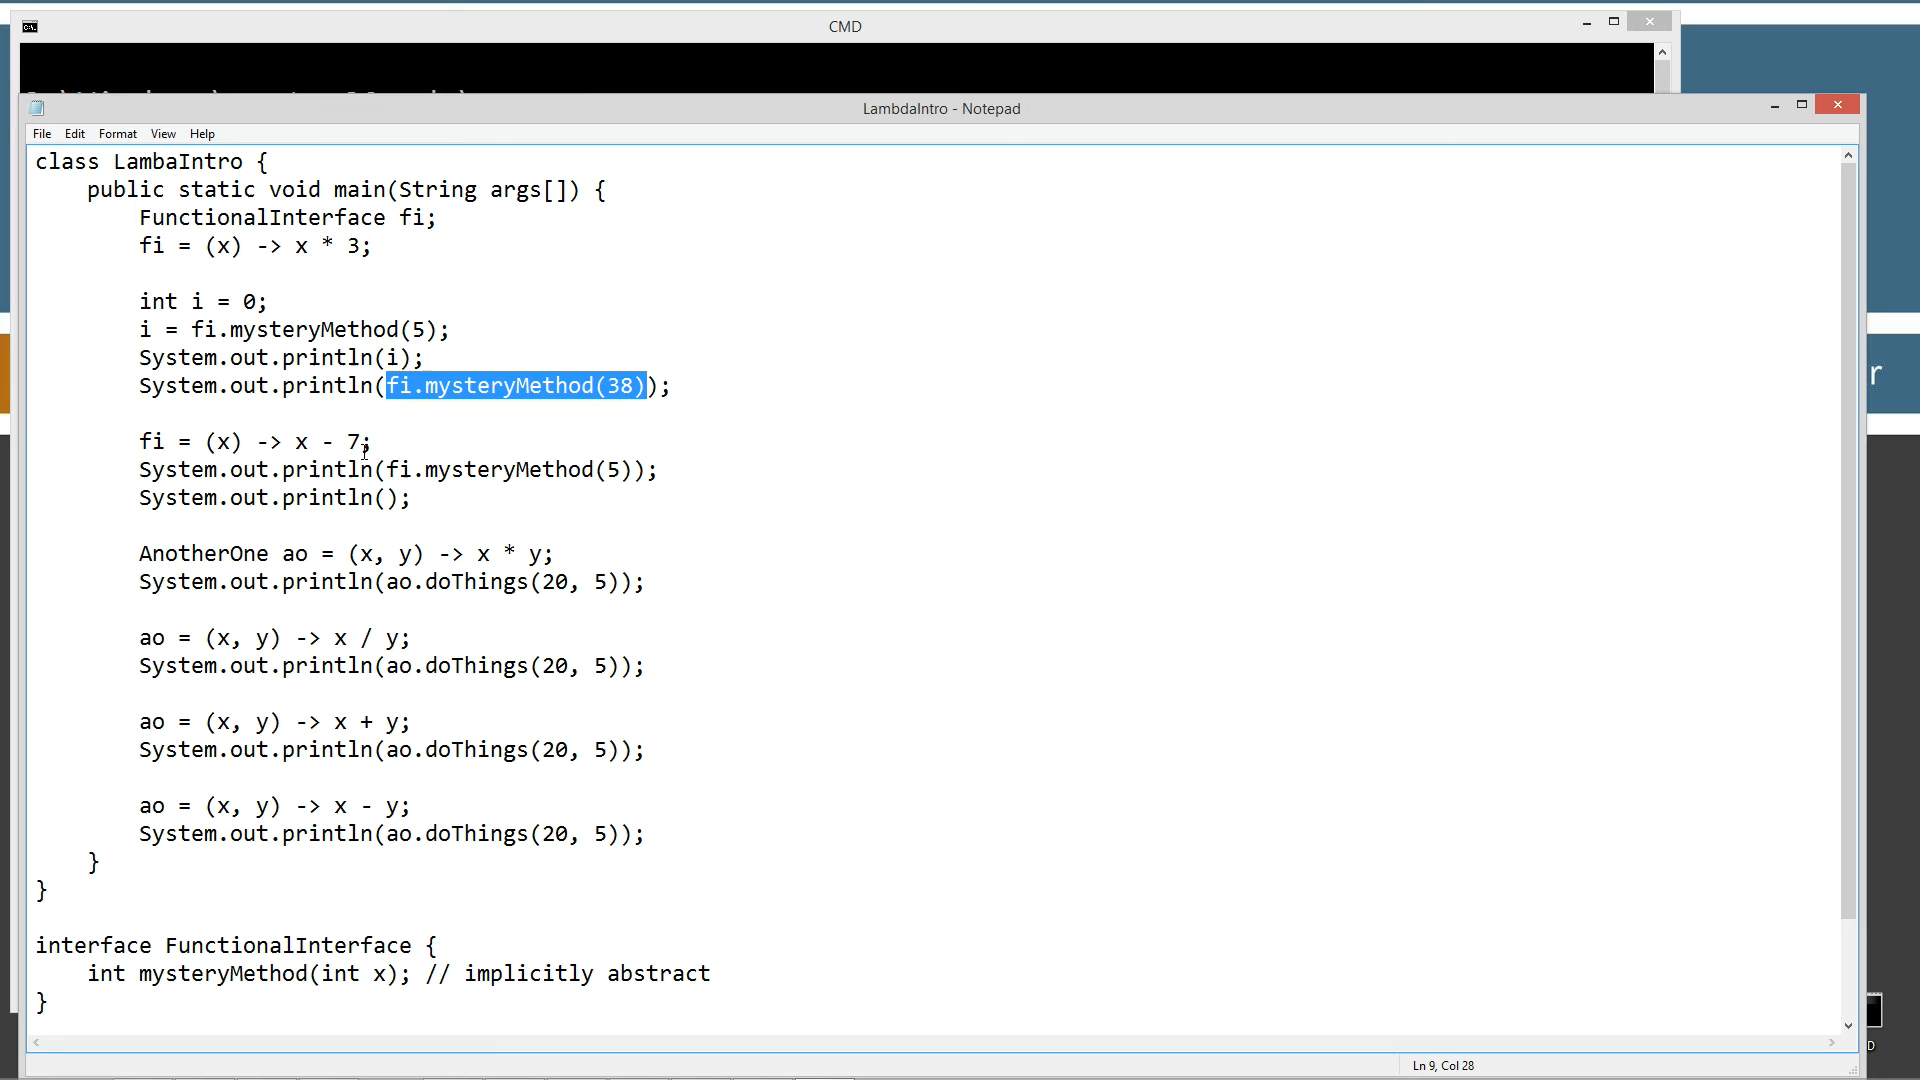 CMD
LambdaIntro - Notepad
File Edit Format View Help
class LambaIntro {
    public static void main(String args[]) {
        FunctionalInterface fi;
        fi = (x) -> x * 3;
        int i = 0;
        i = fi.mysteryMethod(5);
        System.out.println(i);
        System.out.println(fi.mysteryMethod(38));
        fi = (x) -> x - 7;
        System.out.println(fi.mysteryMethod(5));
        System.out.println();
        AnotherOne ao = (x, y) -> x * y;
        System.out.println(ao.doThings(20, 5));
        ao = (x, y) -> x / y;
        System.out.println(ao.doThings(20, 5));
        ao = (x, y) -> x + y;
        System.out.println(ao.doThings(20, 5));
        ao = (x, y) -> x - y;
        System.out.println(ao.doThings(20, 5));
    }
}
interface FunctionalInterface {
    int mysteryMethod(int x); // implicitly abstract
}
Ln 9, Col 28
r
D